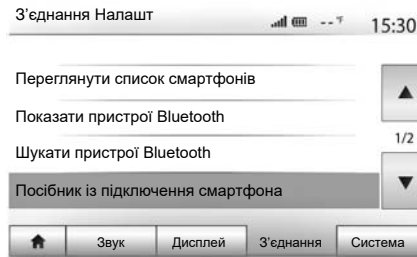 З’єднання Налашт
-- °F
15:30
Переглянути список смартфонів
Показати пристрої Bluetooth
1/2
Шукати пристрої Bluetooth
Посібник із підключення смартфона
Звук
Дисплей
З’єднання
Система